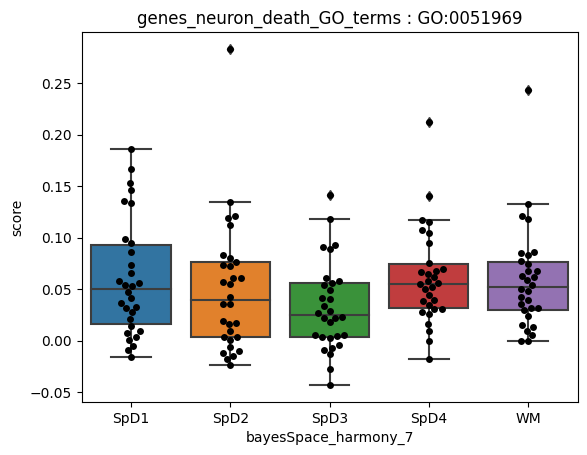 genes_neuron_death_GO_terms : GO:0051969
0.25
0.20
0.15
0.10
0.05
0.00
−0.05
score
SpD1 SpD2 SpD3 SpD4 WM
bayesSpace_harmony_7